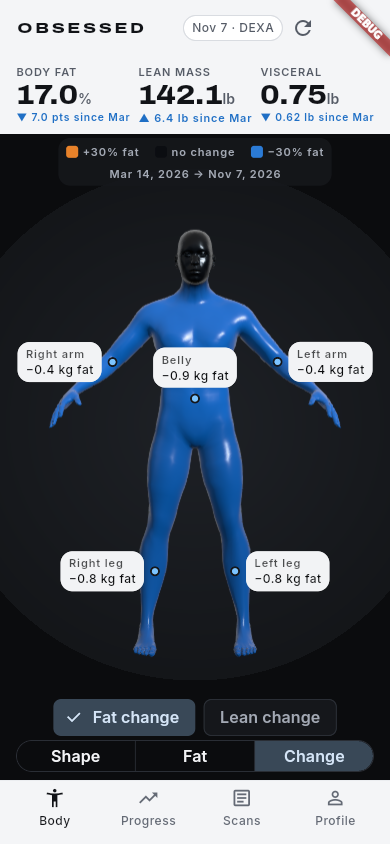 OBSESSED
Nov 7 · DEXA
DEBUG
BODY FAT
17.0%
▼ 7.0 pts since Mar
LEAN MASS
142.1lb
▲ 6.4 lb since Mar
VISCERAL
0.75lb
▼ 0.62 lb since Mar
+30% fat
no change
−30% fat
Mar 14, 2026 → Nov 7, 2026
Right arm
−0.4 kg fat
Belly
−0.9 kg fat
Left arm
−0.4 kg fat
Right leg
−0.8 kg fat
Left leg
−0.8 kg fat
Fat change
Lean change
Shape
Fat
Change
Body
Progress
Scans
Profile